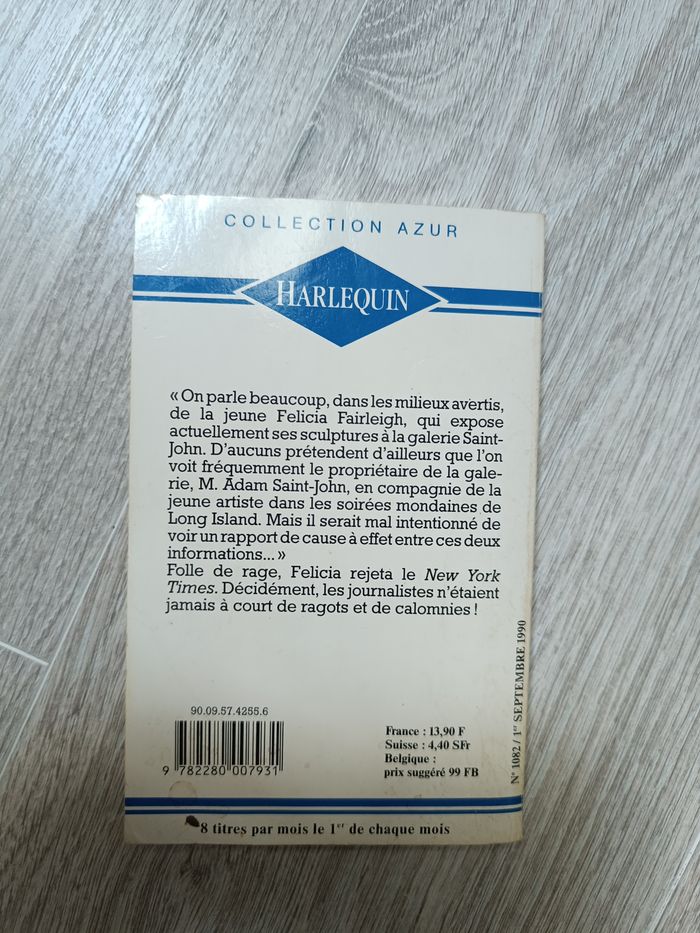 COLLECTION AZUR
HARLEQUIN
« On parle beaucoup, dans les milieux avertis,
de la jeune Felicia Fairleigh, qui expose
actuellement ses sculptures à la galerie Saint-
John. D'aucuns prétendent d'ailleurs que l'on
voit fréquemment le propriétaire de la gale-
rie, M. Adam Saint-John, en compagnie de la
jeune artiste dans les soirées mondaines de
Long Island. Mais il serait mal intentionné de
voir un rapport de cause à effet entre ces deux
informations... »
Folle de rage, Felicia rejeta le New York
Times. Décidément, les journalistes n'étaient
jamais à court de ragots et de calomnies !
90.09.57.4255.6
9 782280 007931
France : 13,90 F
Suisse : 4,40 SFr
Belgique :
prix suggéré 99 FB
N° 1082 / 1er SEPTEMBRE 1990
8 titres par mois le 1er de chaque mois